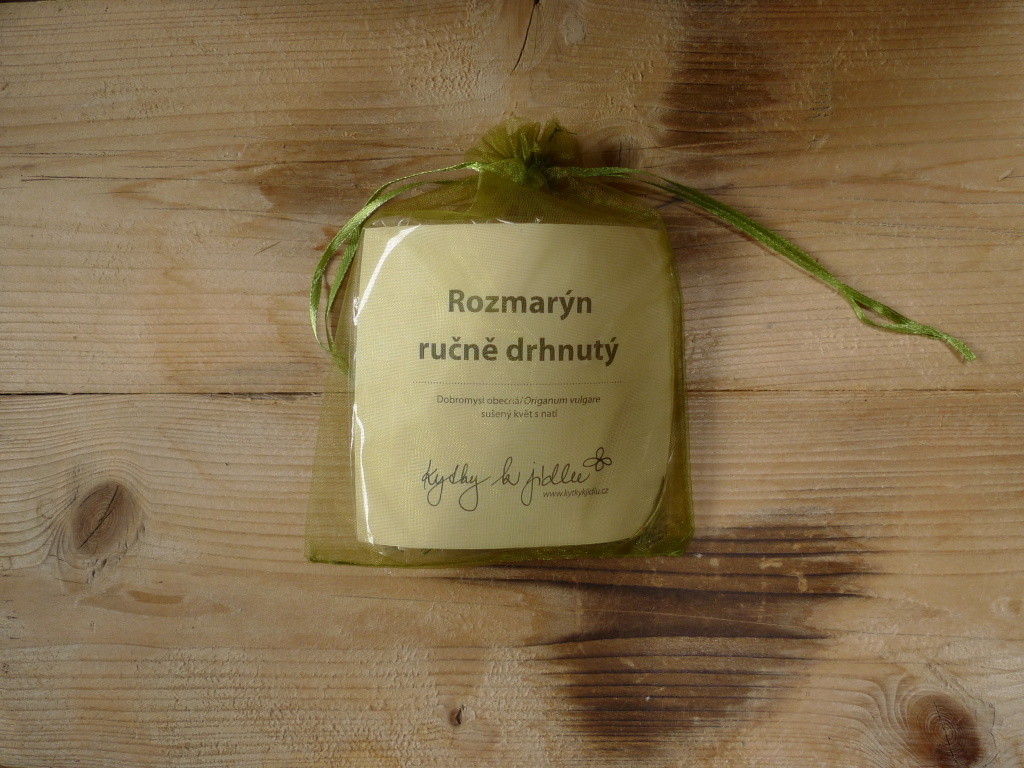 Rozmarýn
ručně drhnutý
Dobromysl obecná/Origanum vulgare
sušený květ s natí
kytky k jídlu
www.kytkykjidlu.cz